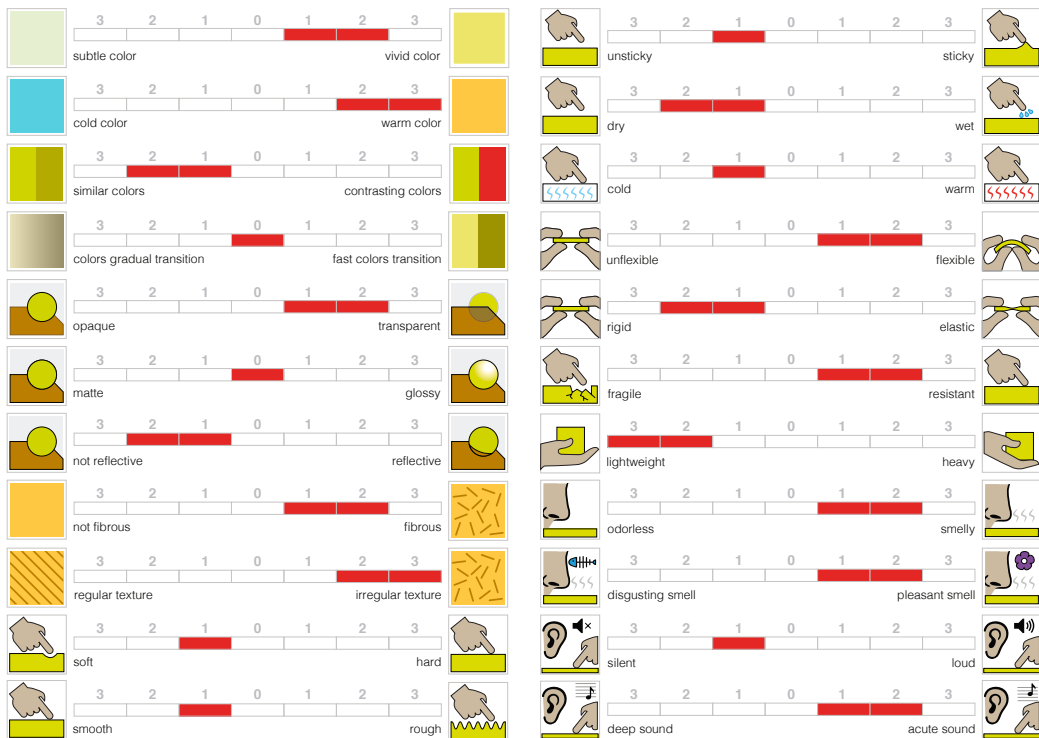 3 2 1 0 1 2 3
subtle color vivid color
3 2 1 0 1 2 3
cold color warm color
3 2 1 0 1 2 3
similar colors contrasting colors
3 2 1 0 1 2 3
colors gradual transition fast colors transition
3 2 1 0 1 2 3
opaque transparent
3 2 1 0 1 2 3
matte glossy
3 2 1 0 1 2 3
not reflective reflective
3 2 1 0 1 2 3
not fibrous fibrous
3 2 1 0 1 2 3
regular texture irregular texture
3 2 1 0 1 2 3
soft hard
3 2 1 0 1 2 3
smooth rough
3 2 1 0 1 2 3
unsticky sticky
3 2 1 0 1 2 3
dry wet
3 2 1 0 1 2 3
cold warm
3 2 1 0 1 2 3
unflexible flexible
3 2 1 0 1 2 3
rigid elastic
3 2 1 0 1 2 3
fragile resistant
3 2 1 0 1 2 3
lightweight heavy
3 2 1 0 1 2 3
odorless smelly
3 2 1 0 1 2 3
disgusting smell pleasant smell
3 2 1 0 1 2 3
silent loud
3 2 1 0 1 2 3
deep sound acute sound